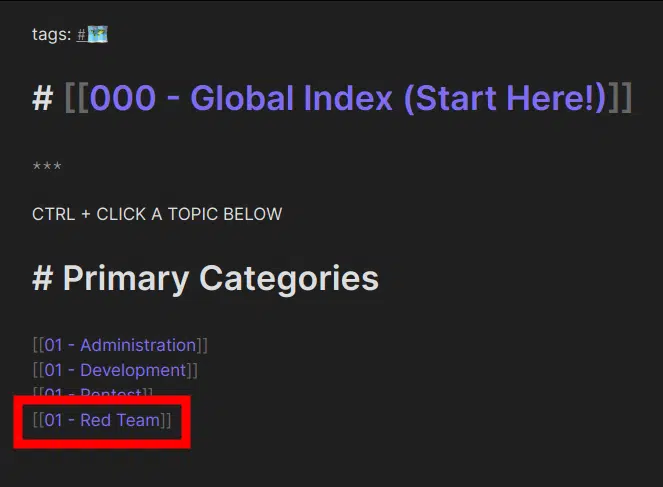 tags: #🗺️
# [[000 - Global Index (Start Here!)]]
***
CTRL + CLICK A TOPIC BELOW
# Primary Categories
[[01 - Administration]]
[[01 - Development]]
[[01 - Pentest]]
[[01 - Red Team]]